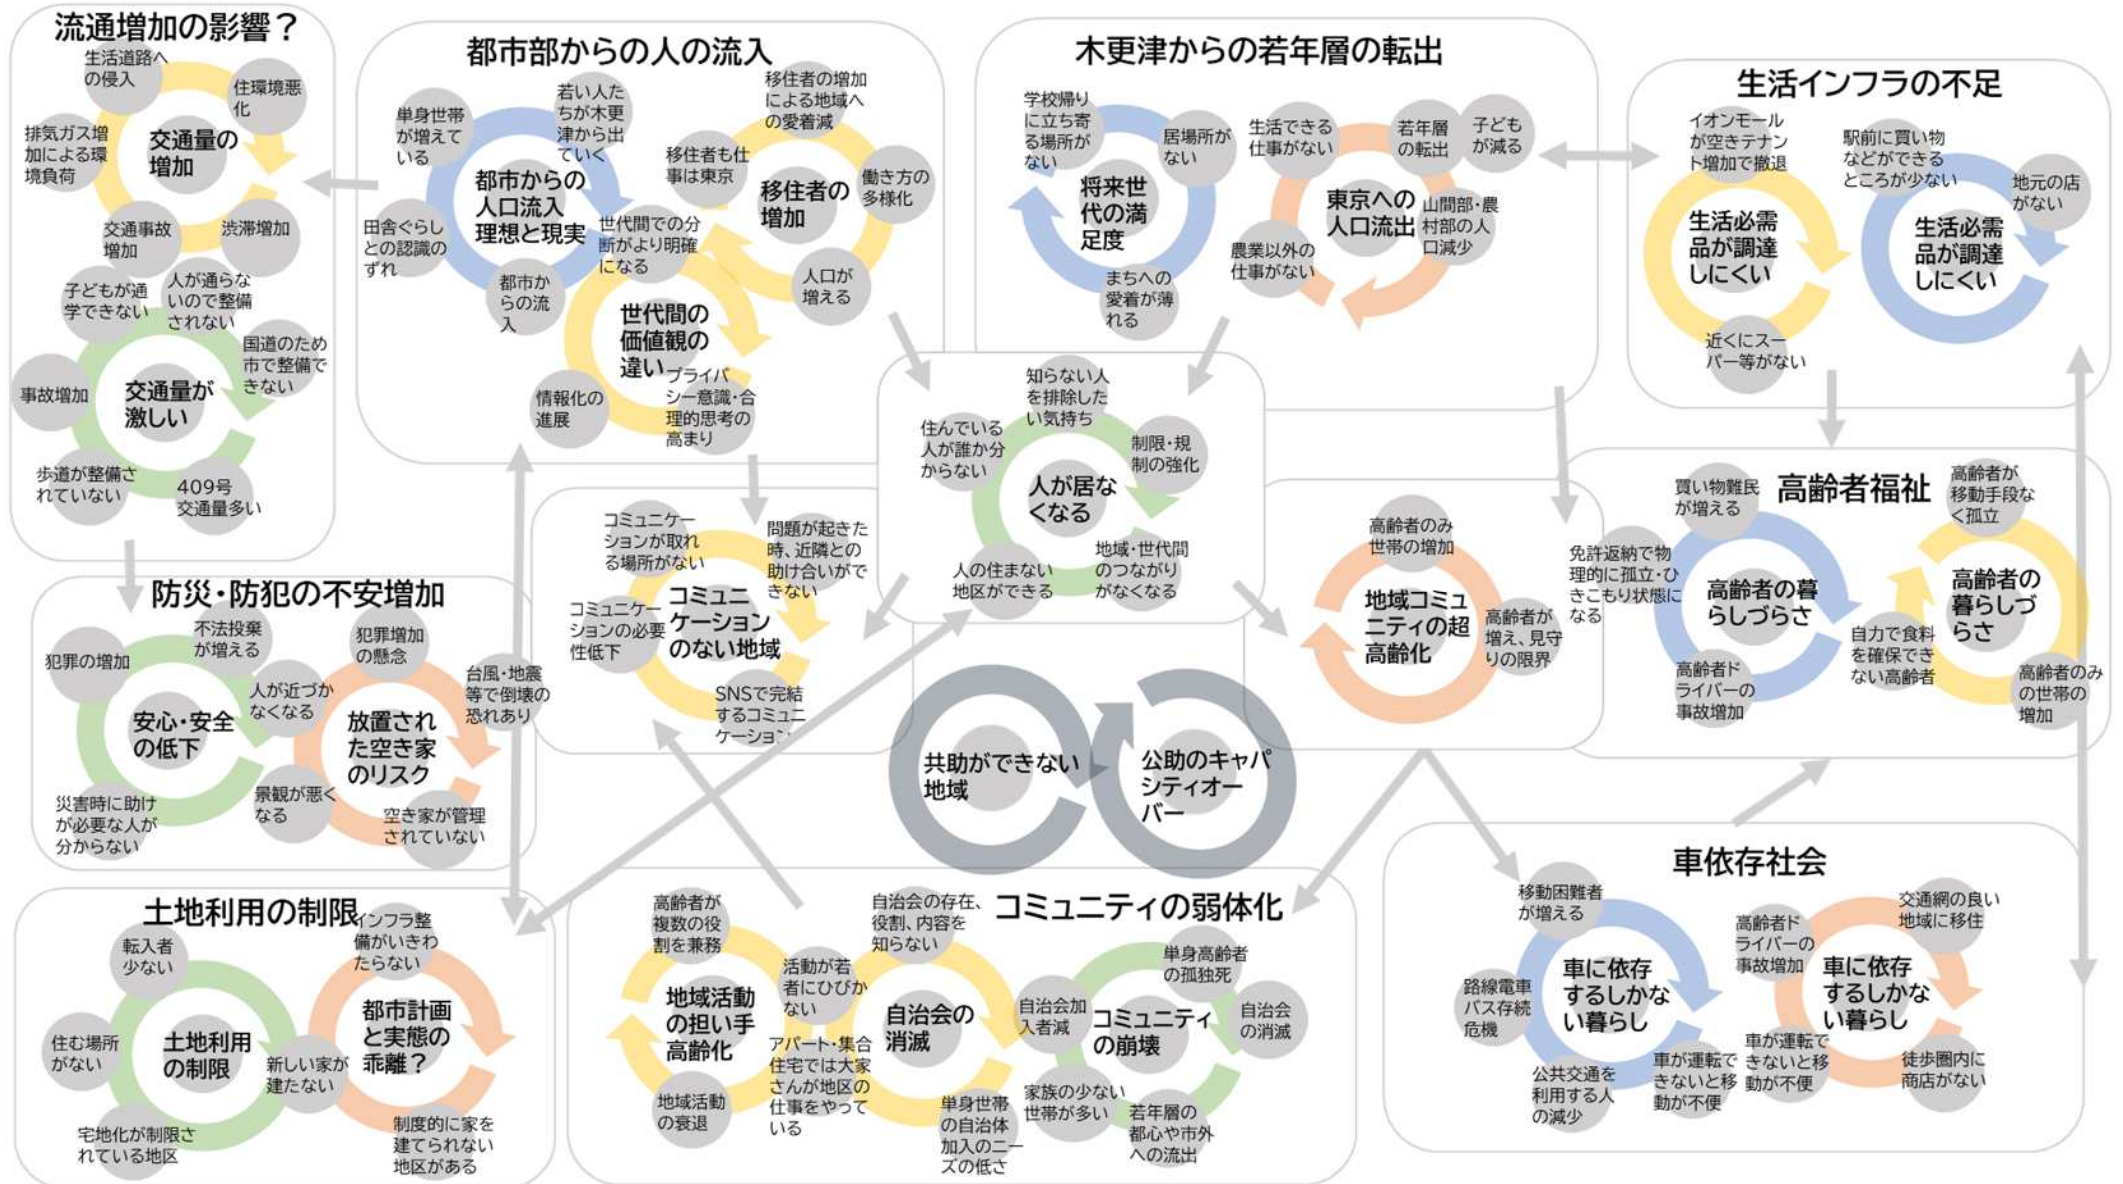 流通増加の影響？
生活道路へ
の侵入
住環境悪
化
排気ガス増
加による環
境負荷
交通量の
増加
交通事故
増加
渋滞増加
子どもが通
学できない
人が通らな
いので整備
されない
国道のため
市で整備で
きない
事故増加
交通量が
激しい
歩道が整備さ
れていない
409号
交通量多い
都市部からの人の流入
単身世帯
が増えて
いる
若い人た
ちが木更
津から出
ていく
都市からの
人口流入
理想と現実
田舎ぐらし
との認識の
ずれ
都市か
らの流
入
世代間での分
断がより明確
になる
移住者の増加
による地域へ
の愛着減
移住者も仕
事は東京
働き方の
多様化
移住者の
増加
人口が
増える
世代間の
価値観の
違い
情報化の
進展
プライバ
シー意識・合
理的思考の
高まり
木更津からの若年層の転出
学校帰り
に立ち寄
る場所が
ない
居場所が
ない
将来世
代の満
足度
まちへの
愛着が薄
れる
生活できる
仕事がない
若年層
の転出
子ども
が減る
東京への
人口流出
山間部・農
村部の人
口減少
農業以外の
仕事がない
生活インフラの不足
イオンモール
が空きテナン
ト増加で撤退
生活必需
品が調達
しにくい
近くにスー
パー等がない
駅前に買い物
などができる
ところが少ない
地元の店
がない
生活必需
品が調達
しにくい
知らない人
を排除した
い気持ち
住んでいる
人が誰か分
からない
制限・規
制の強化
人が居な
くなる
人の住まない
地区ができる
地域・世代間
のつながり
がなくなる
コミュニケー
ションが取れ
る場所がない
問題が起きた
時、近隣との
助け合いがで
きない
コミュニケー
ションの必要
性低下
コミュニ
ケーション
のない地域
SNSで完結
するコミュニ
ケーション
高齢者のみ
世帯の増加
地域コミュ
ニティの超
高齢化
高齢者が
増え、見守
りの限界
高齢者福祉
買い物難民
が増える
免許返納で物
理的に孤立・ひ
きこもり状態に
なる
高齢者の暮
らしづらさ
高齢者ド
ライバーの
事故増加
高齢者が
移動手段な
く孤立
高齢者の
暮らしづ
らさ
自力で食料
を確保でき
ない高齢者
高齢者のみ
の世帯の
増加
防災・防犯の不安増加
犯罪の増加
不法投棄
が増える
人が近づか
なくなる
安心・安全
の低下
災害時に助け
が必要な人が
分からない
犯罪増加
の懸念
台風・地震
等で倒壊の
恐れあり
放置され
た空き家
のリスク
景観が悪く
なる
空き家が管理
されていない
共助ができない
地域
公助のキャパ
シティオー
バー
土地利用の制限
転入者
少ない
住む場所
がない
土地利用
の制限
新しい家が
建たない
宅地化が制限さ
れている地区
インフラ整
備がいきわ
たらない
都市計画
と実態の
乖離？
制度的に家を
建てられない
地区がある
コミュニティの弱体化
高齢者が
複数の役
割を兼務
地域活動
の担い手
高齢化
地域活動
の衰退
活動が若
者にひびか
ない
アパート・集合
住宅では大家
さんが地区の
仕事をやって
いる
自治会の存在、
役割、内容を
知らない
自治会の
消滅
単身世帯
の自治体
加入のニー
ズの低さ
自治会加
入者減
単身高齢者
の孤独死
自治会
の消滅
コミュニティ
の崩壊
家族の少ない
世帯が多い
若年層の
都心や市外
への流出
車依存社会
移動困難者
が増える
路線電車
バス存続
危機
車に依存
するしかな
い暮らし
公共交通を
利用する人
の減少
車が運転で
きないと移
動が不便
高齢者ド
ライバーの
事故増加
交通網の良い
地域に移住
車に依存
するしかな
い暮らし
車が運転で
きないと移
動が不便
徒歩圏内に
商店がない